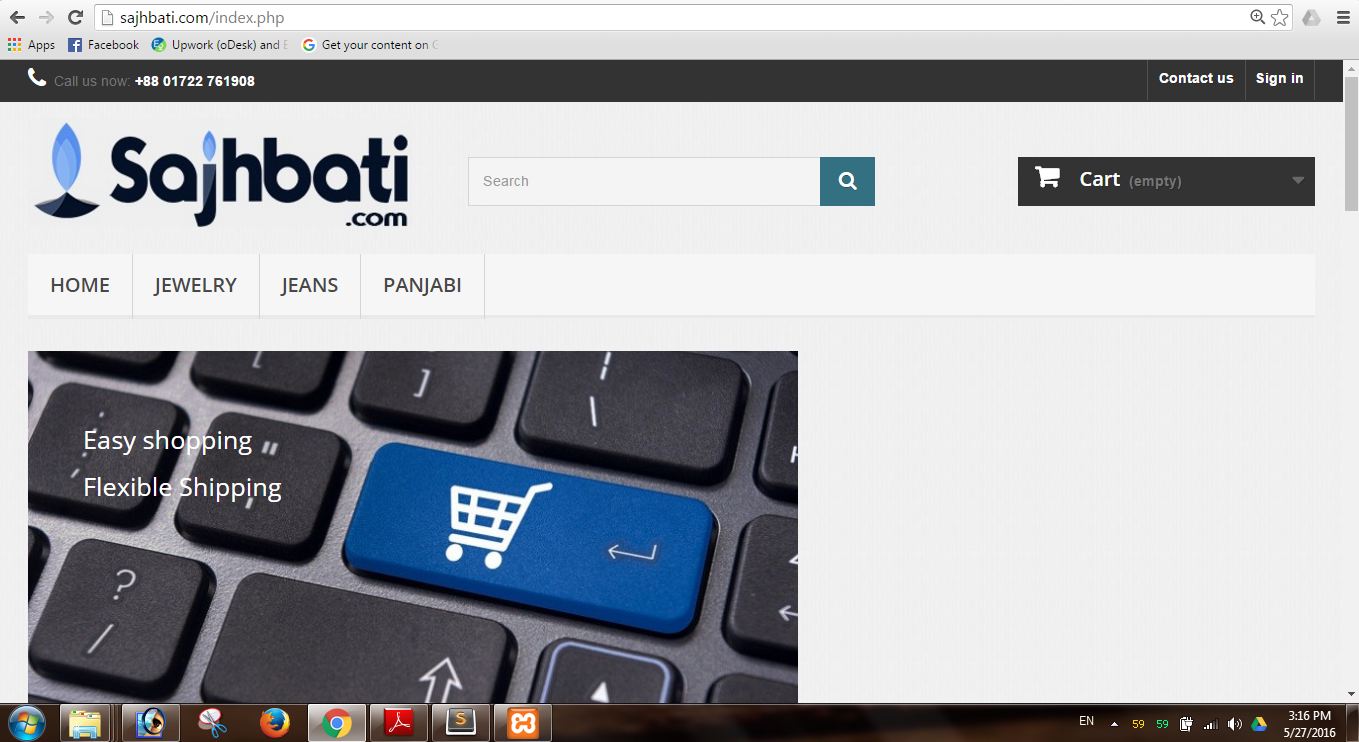 sajhbati.com/index.php
Apps
Facebook
Upwork (oDesk) and E
Get your content on G
Call us now: +88 01722 761908
Contact us
Sign in
Sajhbati
.com
Search
Cart (empty)
HOME
JEWELRY
JEANS
PANJABI
Easy shopping
Flexible Shipping
EN
59
59
3:16 PM
5/27/2016